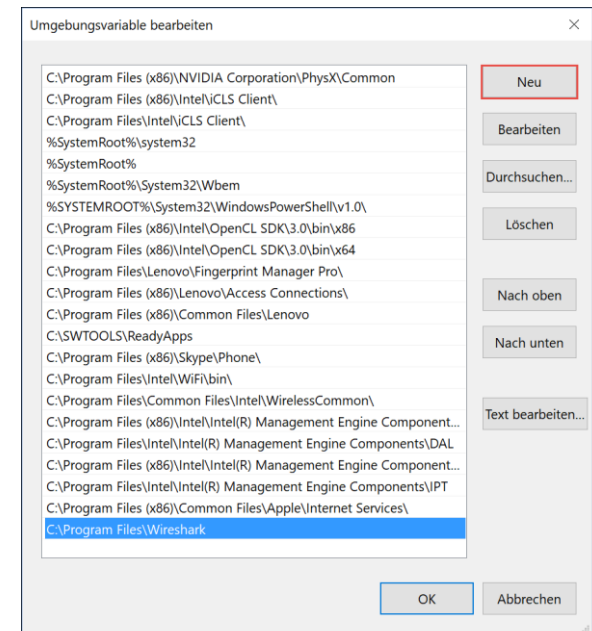 Umgebungsvariable bearbeiten
C:\Program Files (x86)\NVIDIA Corporation\PhysX\Common
C:\Program Files (x86)\Intel\iCLS Client\
C:\Program Files\Intel\iCLS Client\
%SystemRoot%\system32
%SystemRoot%
%SystemRoot%\System32\Wbem
%SYSTEMROOT%\System32\WindowsPowerShell\v1.0\
C:\Program Files (x86)\Intel\OpenCL SDK\3.0\bin\x86
C:\Program Files (x86)\Intel\OpenCL SDK\3.0\bin\x64
C:\Program Files\Lenovo\Fingerprint Manager Pro\
C:\Program Files (x86)\Lenovo\Access Connections\
C:\Program Files (x86)\Common Files\Lenovo
C:\SWTOOLS\ReadyApps
C:\Program Files (x86)\Skype\Phone\
C:\Program Files\Intel\WiFi\bin\
C:\Program Files\Common Files\Intel\WirelessCommon\
C:\Program Files (x86)\Intel\Intel(R) Management Engine Component...
C:\Program Files\Intel\Intel(R) Management Engine Components\DAL
C:\Program Files (x86)\Intel\Intel(R) Management Engine Component...
C:\Program Files\Intel\Intel(R) Management Engine Components\IPT
C:\Program Files (x86)\Common Files\Apple\Internet Services\
C:\Program Files\Wireshark
Neu
Bearbeiten
Durchsuchen...
Löschen
Nach oben
Nach unten
Text bearbeiten...
OK
Abbrechen